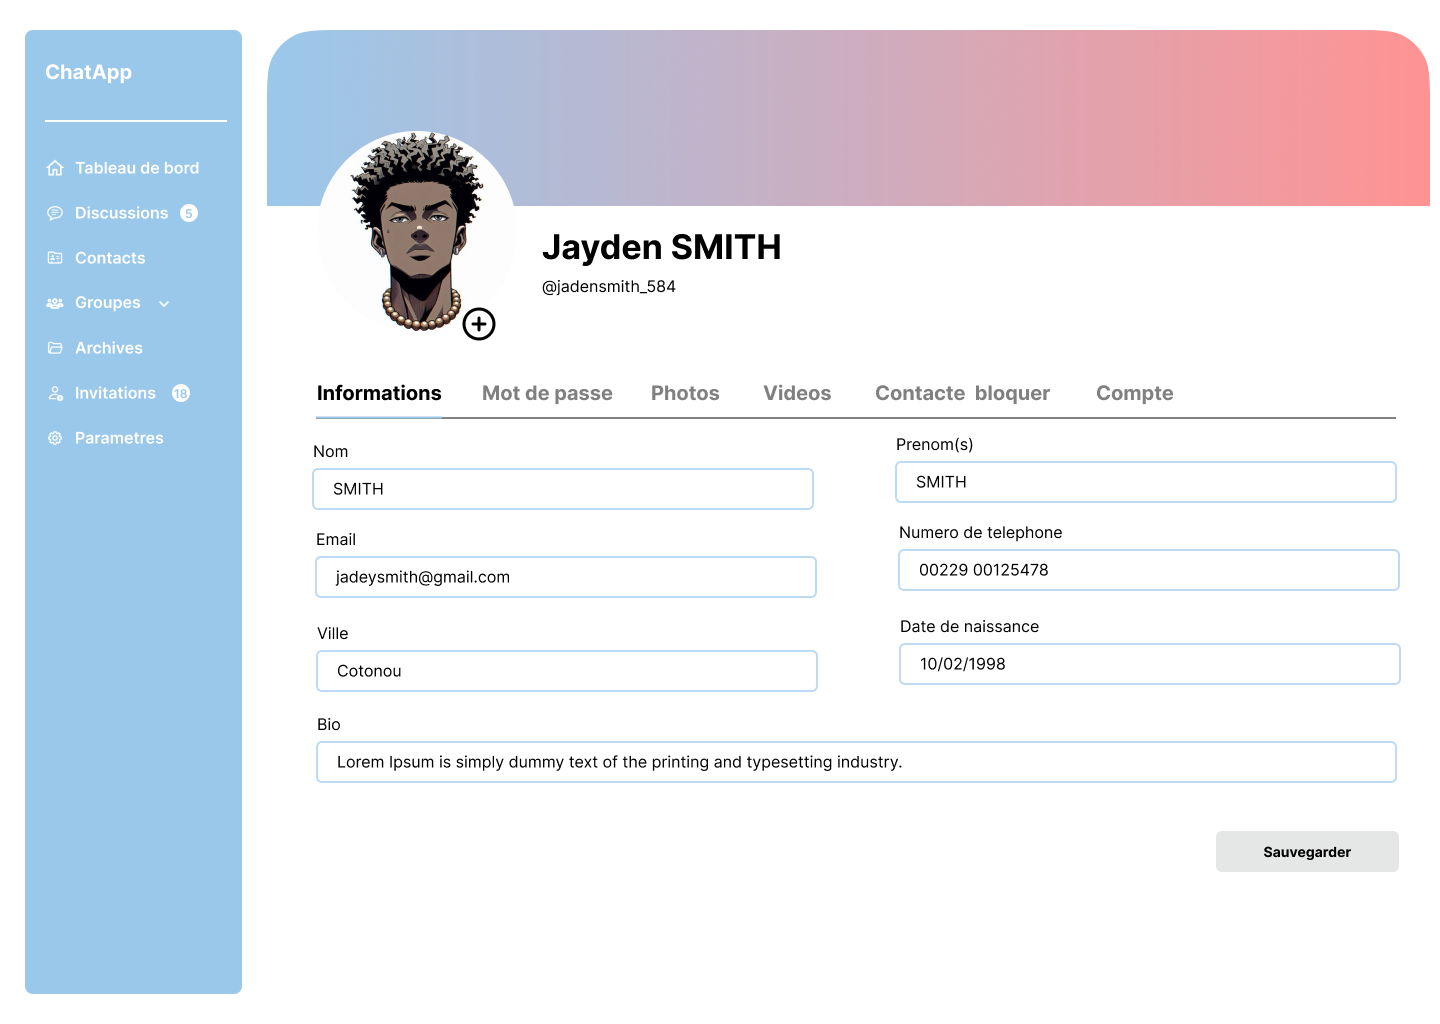 ChatApp
Tableau de bord
Discussions 5
Contacts
Groupes
Archives
Invitations 18
Parametres
Jayden SMITH
@jadensmith_584
Informations Mot de passe Photos Videos Contacte bloquer Compte
Nom
SMITH
Prenom(s)
SMITH
Email
jadeysmith@gmail.com
Numero de telephone
00229 00125478
Ville
Cotonou
Date de naissance
10/02/1998
Bio
Lorem Ipsum is simply dummy text of the printing and typesetting industry.
Sauvegarder